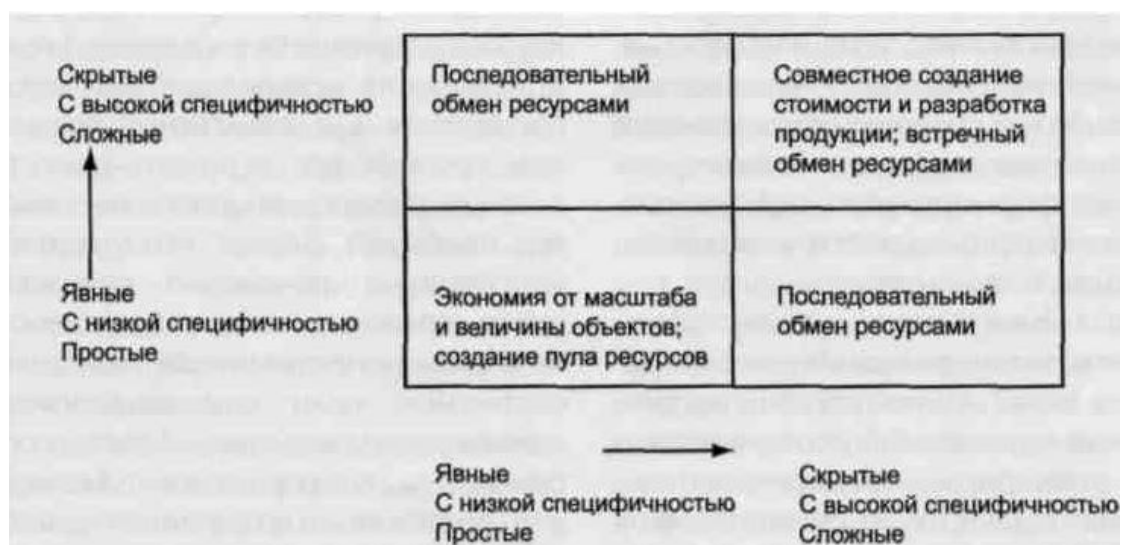 Скрытые
С высокой специфичностью
Сложные
Последовательный
обмен ресурсами
Совместное создание
стоимости и разработка
продукции; встречный
обмен ресурсами
Явные
С низкой специфичностью
Простые
Экономия от масштаба
и величины объектов;
создание пула ресурсов
Последовательный
обмен ресурсами
Явные
С низкой специфичностью
Простые
Скрытые
С высокой специфичностью
Сложные